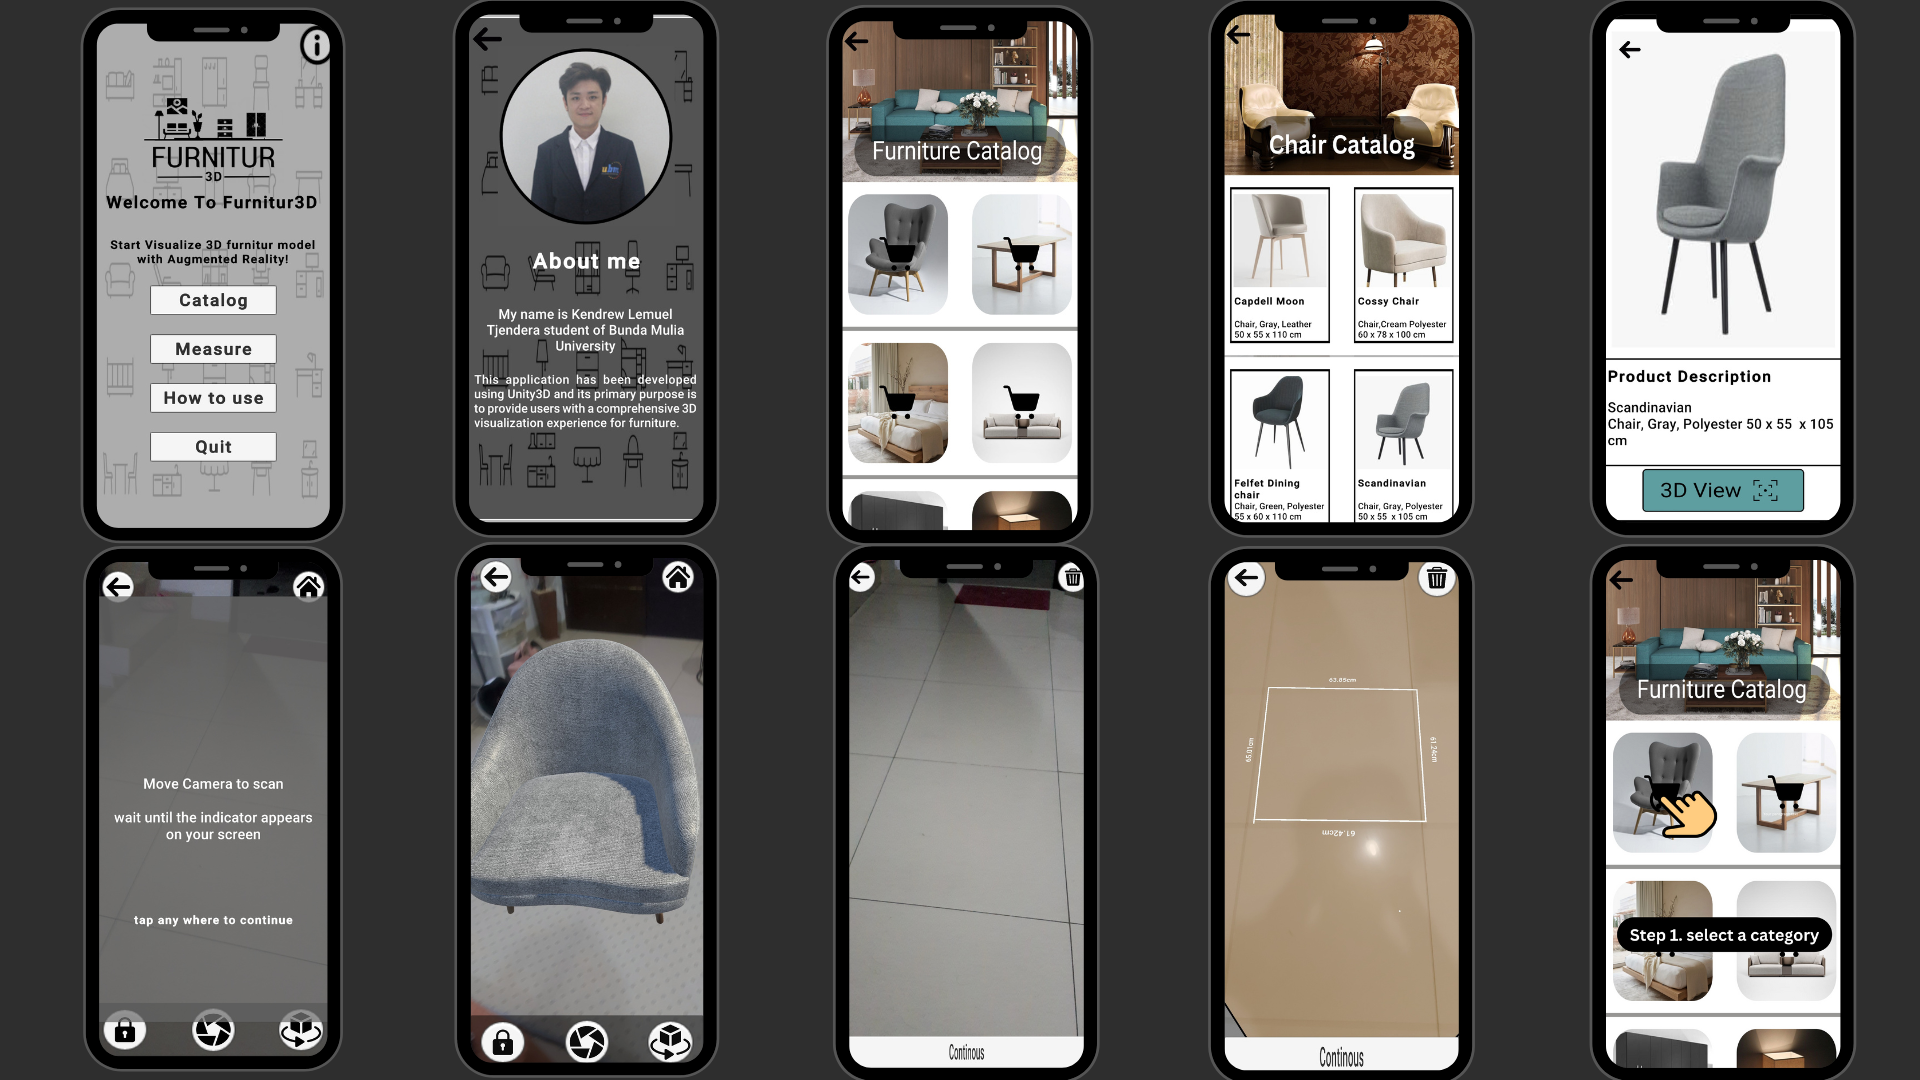 FURNITUR
3D
Welcome To Furnitur3D
Start Visualize 3D furnitur model
with Augmented Reality!
Catalog
Measure
How to use
Quit
ubm
About me
My name is Kendrew Lemuel
Tjendera student of Bunda Mulia
University
This application has been developed
using Unity3D and its primary purpose is
to provide users with a comprehensive 3D
visualization experience for furniture.
Furniture Catalog
Chair Catalog
Capdell Moon
Chair, Gray, Leather
50 x 55 x 110 cm
Cossy Chair
Chair,Cream Polyester
60 x 78 x 100 cm
Felfet Dining
chair
Chair, Green, Polyester
55 x 60 x 110 cm
Scandinavian
Chair, Gray, Polyester
50 x 55 x 105 cm
Product Description
Scandinavian
Chair, Gray, Polyester 50 x 55 x 105
cm
3D View
Move Camera to scan
wait until the indicator appears
on your screen
tap any where to continue
Continous
63.85cm
65.01cm
61.24cm
61.42cm
Continous
Furniture Catalog
Step 1. select a category